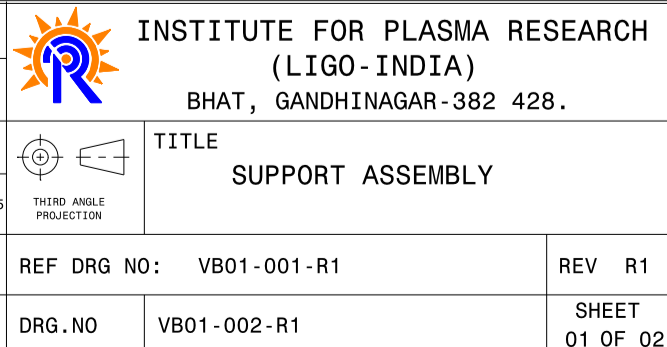 INSTITUTE FOR PLASMA RESEARCH
(LIGO-INDIA)
BHAT, GANDHINAGAR-382 428.
TITLE
SUPPORT ASSEMBLY
THIRD ANGLE
PROJECTION
REF DRG NO: VB01-001-R1
REV R1
DRG.NO
VB01-002-R1
SHEET
01 OF 02